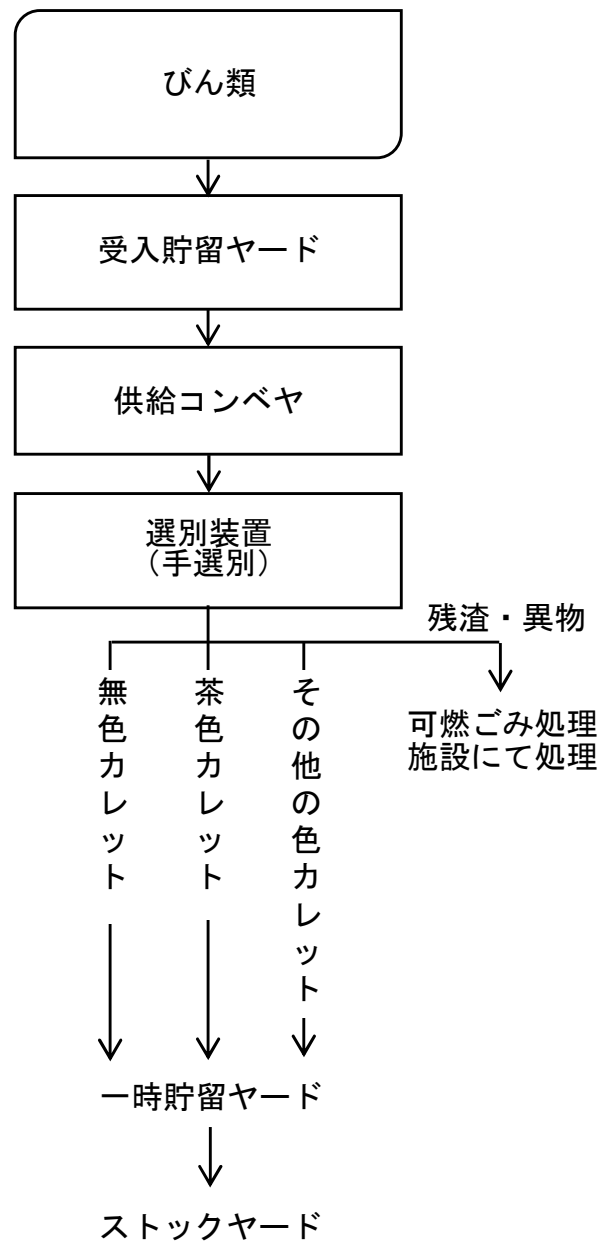 びん類
受入貯留ヤード
供給コンベヤ
選別装置
（手選別）
残渣・異物
無色カレット
茶色カレット
その他の色カレット
可燃ごみ処理
施設にて処理
一時貯留ヤード
ストックヤード